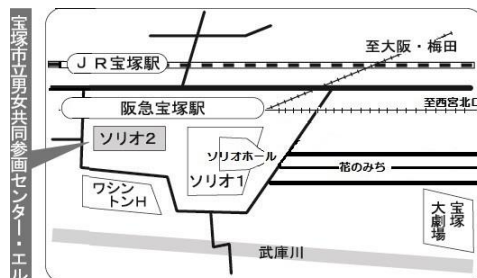 宝塚市立男女共同参画センター・エル
JR宝塚駅
至大阪・梅田
阪急宝塚駅
至西宮北口
ソリオ2
ソリオホール
ソリオ1
花のみち
ワシン
トンH
宝塚
大劇場
武庫川